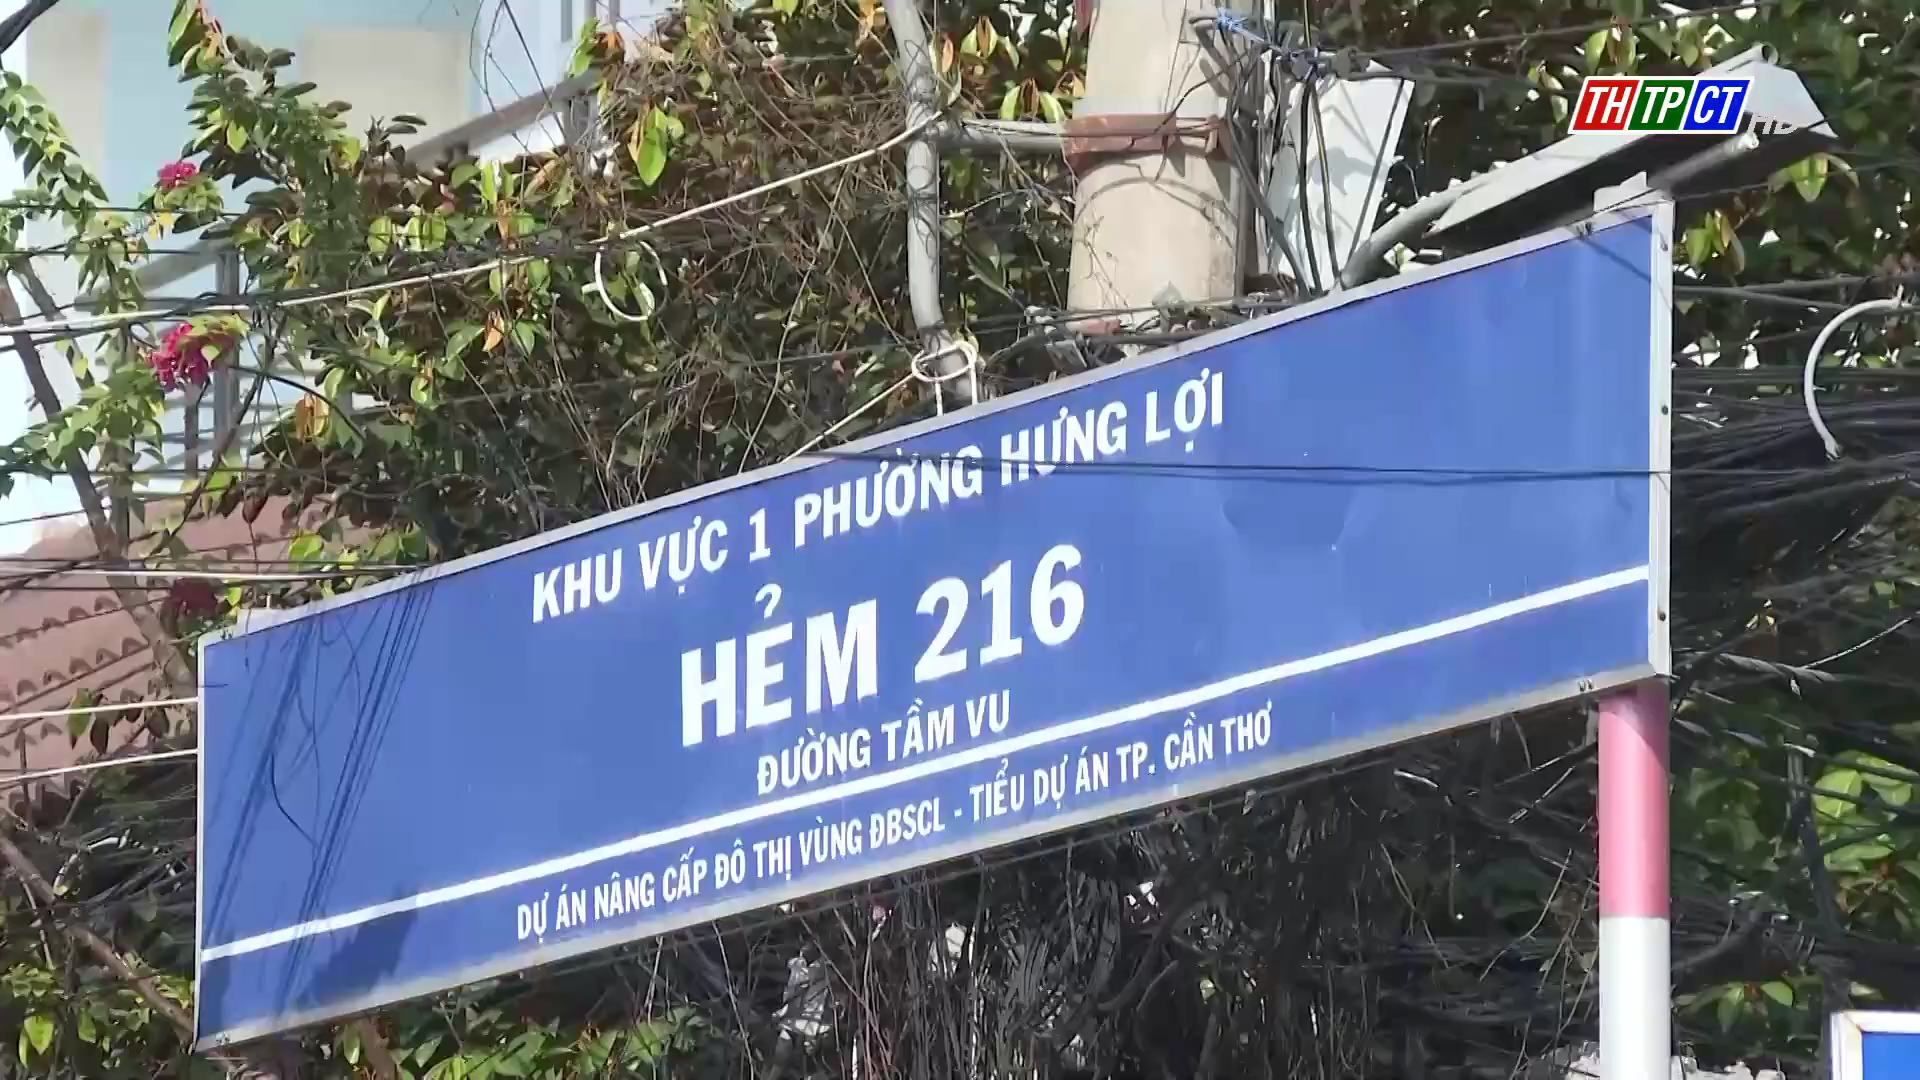 THTPCT HD
KHU VỰC 1 PHƯỜNG HƯNG LỢI
HẺM 216
ĐƯỜNG TẦM VU
DỰ ÁN NÂNG CẤP ĐÔ THỊ VÙNG ĐBSCL - TIỂU DỰ ÁN TP. CẦN THƠ